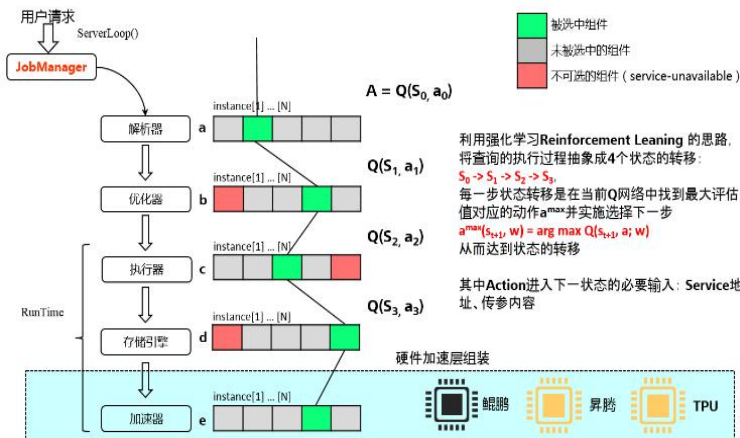 用户请求
ServerLoop()
JobManager
被选中组件
未被选中的组件
不可选的组件（service-unavailable）
A = Q(S0, a0)
instance[1] ... [N]
解析器
a
Q(S1, a1)
instance[1] ... [N]
优化器
b
Q(S2, a2)
instance[1] ... [N]
执行器
c
RunTime
Q(S3, a3)
instance[1] ... [N]
存储引擎
d
instance[1] ... [N]
加速器
e
利用强化学习Reinforcement Leaning 的思路,
将查询的执行过程抽象成4个状态的转移：
S0 -> S1 -> S2 -> S3.
每一步状态转移是在当前Q网络中找到最大评估
值对应的动作a^max并实施选择下一步
a^max(st+1, w) = arg max Q(st+1, a; w)
从而达到状态的转移
其中Action进入下一状态的必要输入：Service地
址、传参内容
硬件加速层组装
鲲鹏
昇腾
TPU